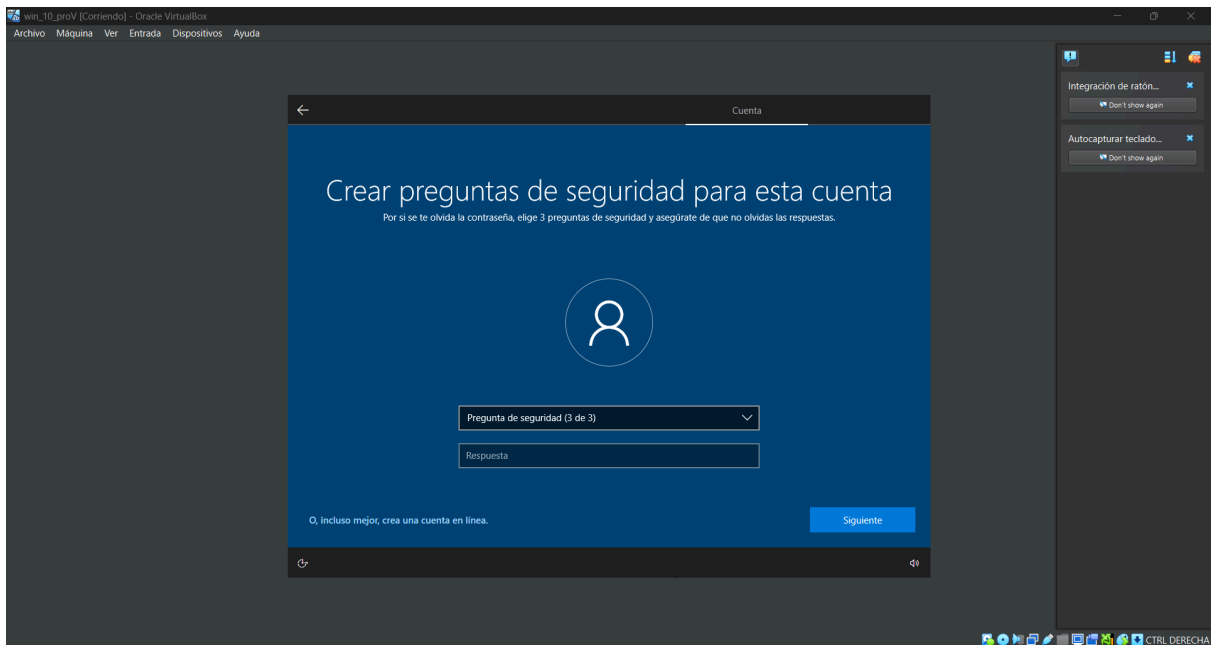 win_10_proV [Corriendo] - Oracle VirtualBox
Archivo Máquina Ver Entrada Dispositivos Ayuda
Integración de ratón...
Don't show again
Autocapturar teclado...
Don't show again
Cuenta
Crear preguntas de seguridad para esta cuenta
Por si se te olvida la contraseña, elige 3 preguntas de seguridad y asegúrate de que no olvidas las respuestas.
Pregunta de seguridad (3 de 3)
Respuesta
O, incluso mejor, crea una cuenta en línea.
Siguiente
CTRL DERECHA